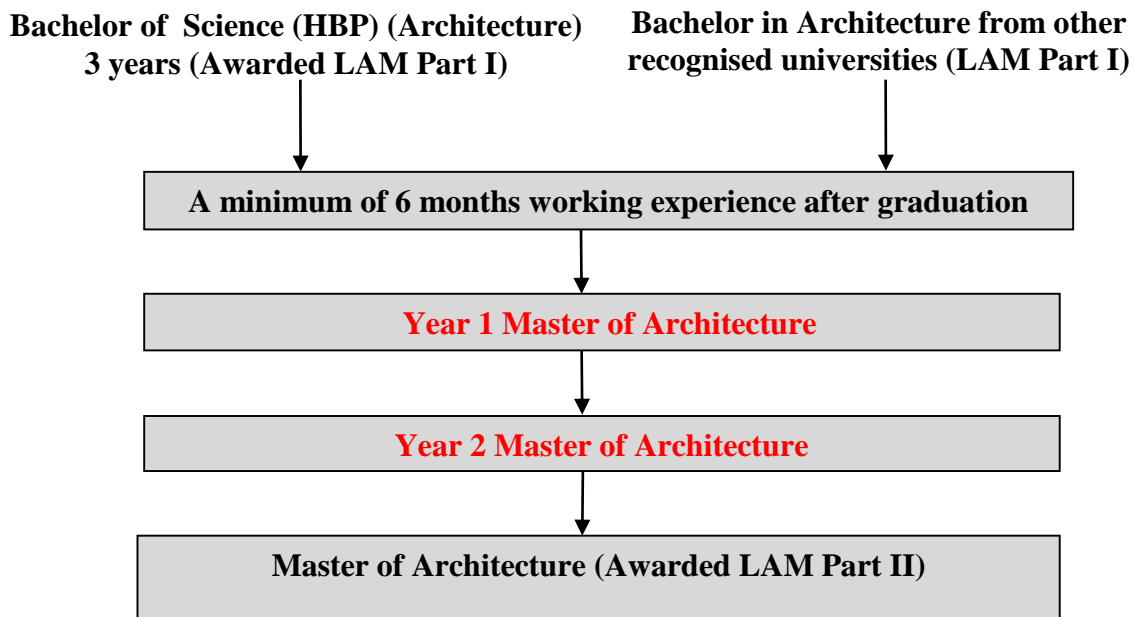 Bachelor of Science (HBP) (Architecture)
3 years (Awarded LAM Part I)
Bachelor in Architecture from other
recognised universities (LAM Part I)
A minimum of 6 months working experience after graduation
Year 1 Master of Architecture
Year 2 Master of Architecture
Master of Architecture (Awarded LAM Part II)